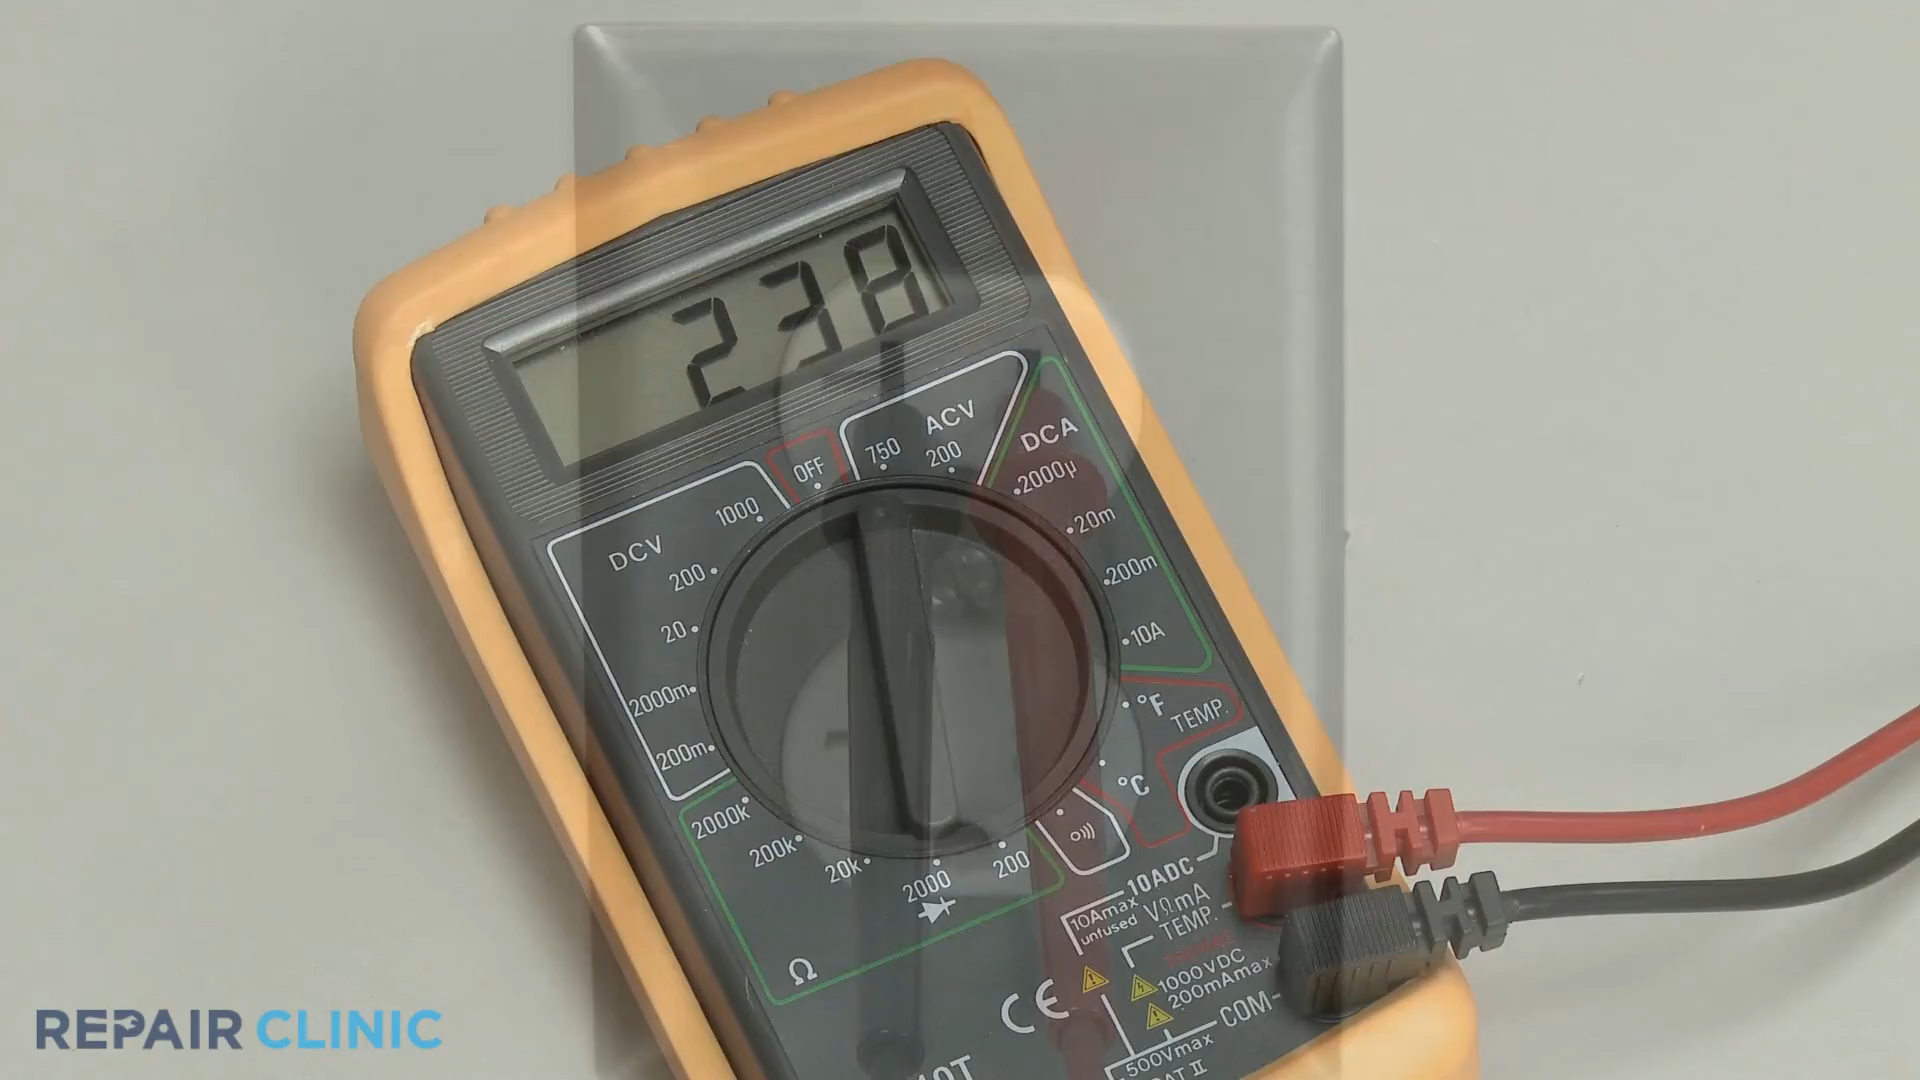 238
ACV
750
200
OFF
DCA
2000µ
20m
200m
10A
1000
DCV
200
20
2000m
200m
2000k
200k
20k
2000
200
Ω
°F
TEMP.
°C
10ADC
10Amax
unfused
VΩmA
TEMP.
1000VDC
200mAmax
CE
COM
500Vmax
REPAIR CLINIC